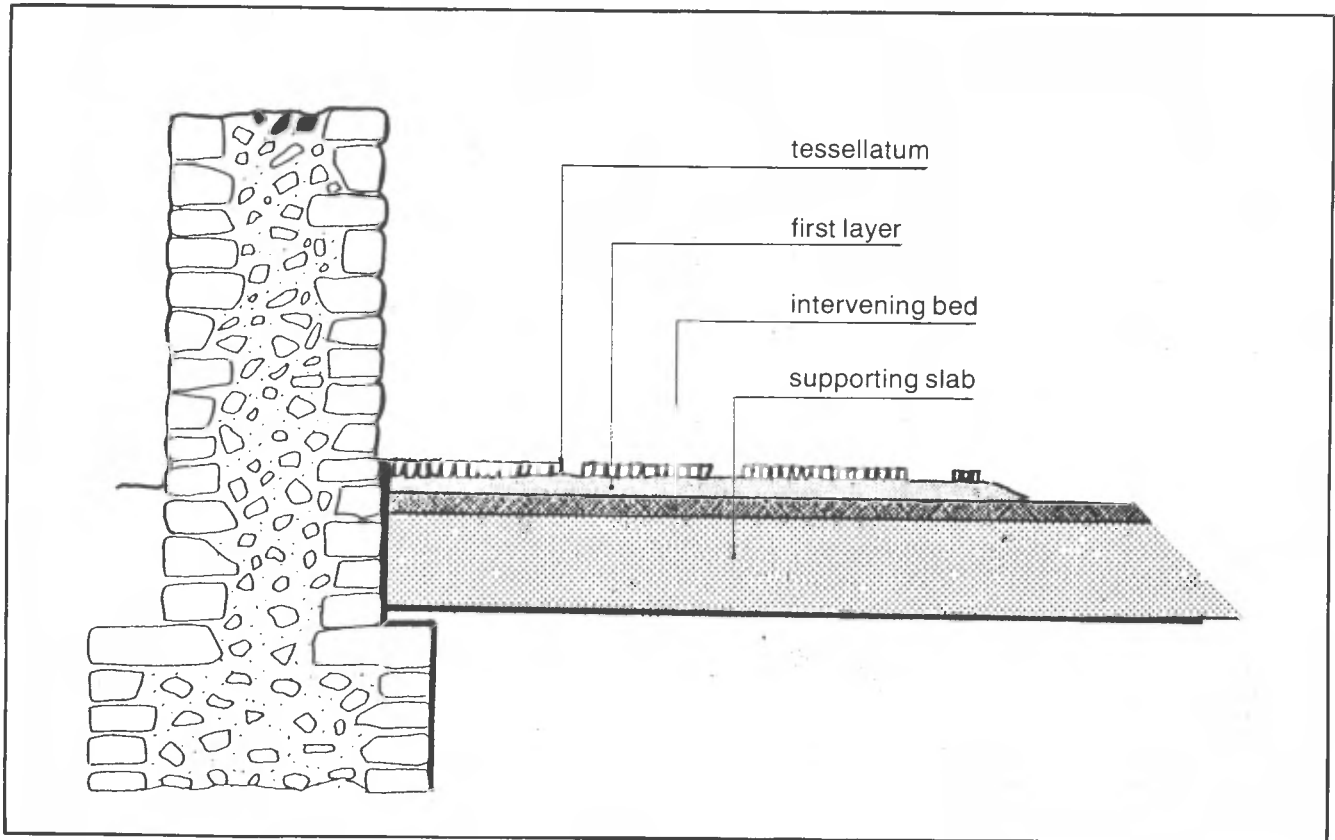 tessellatum
first layer
intervening bed
supporting slab